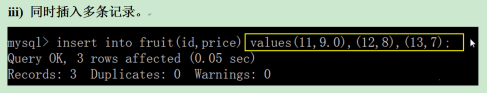 iii) 同时插入多条记录。
mysql> insert into fruit(id,price) values(11,9.0),(12,8),(13,7);
Query OK, 3 rows affected (0.05 sec)
Records: 3  Duplicates: 0  Warnings: 0